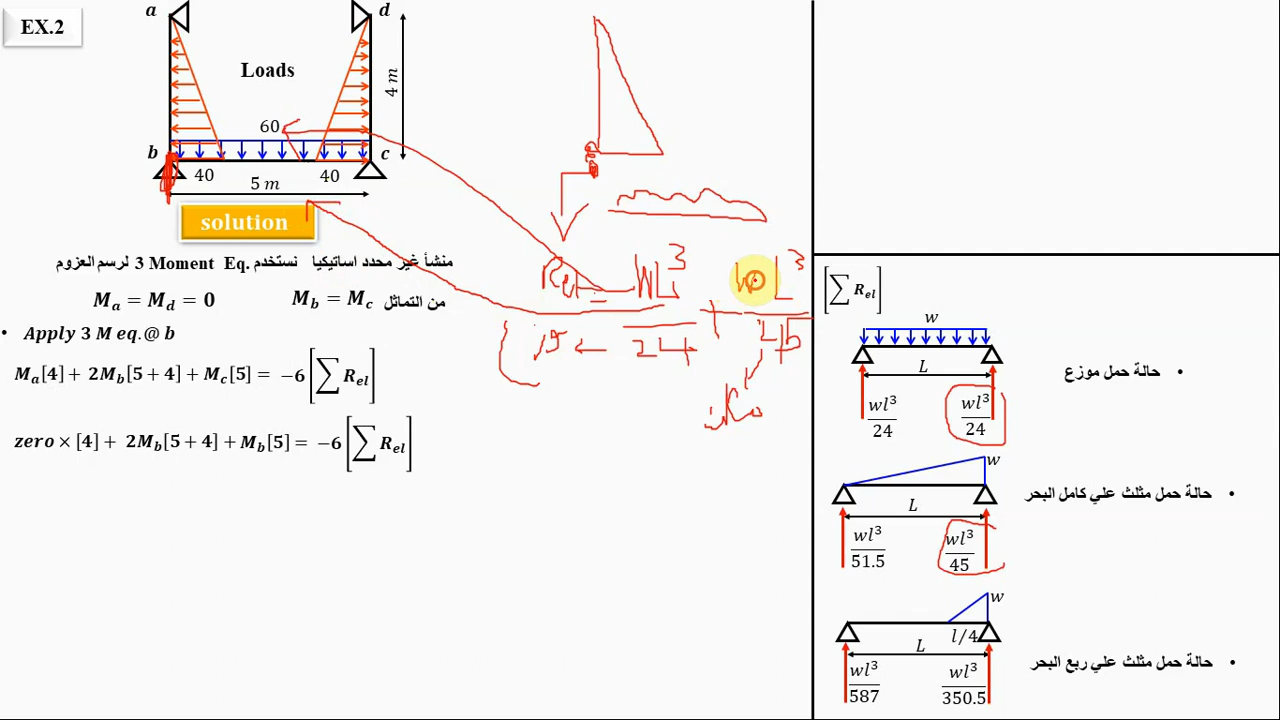 EX.2
a
d
Loads
4 m
60
b
c
40
40
5 m
solution
منشأ غير محدد استاتيكيا نستخدم 3 Moment Eq. لرسم العزوم
M_a = M_d = 0
M_b = M_c من التماثل
• Apply 3 M eq.@ b
M_a[4]+ 2M_b[5+4]+M_c[5] = −6[∑ R_el]
zero×[4]+ 2M_b[5+4]+M_b[5] = −6[∑ R_el]
Rel = WL³/24 + WL³/45
[∑ R_el]
w
L
wl³/24
wl³/24
• حالة حمل موزع
w
L
wl³/51.5
wl³/45
• حالة حمل مثلث علي كامل البحر
w
l/4
L
wl³/587
wl³/350.5
• حالة حمل مثلث علي ربع البحر